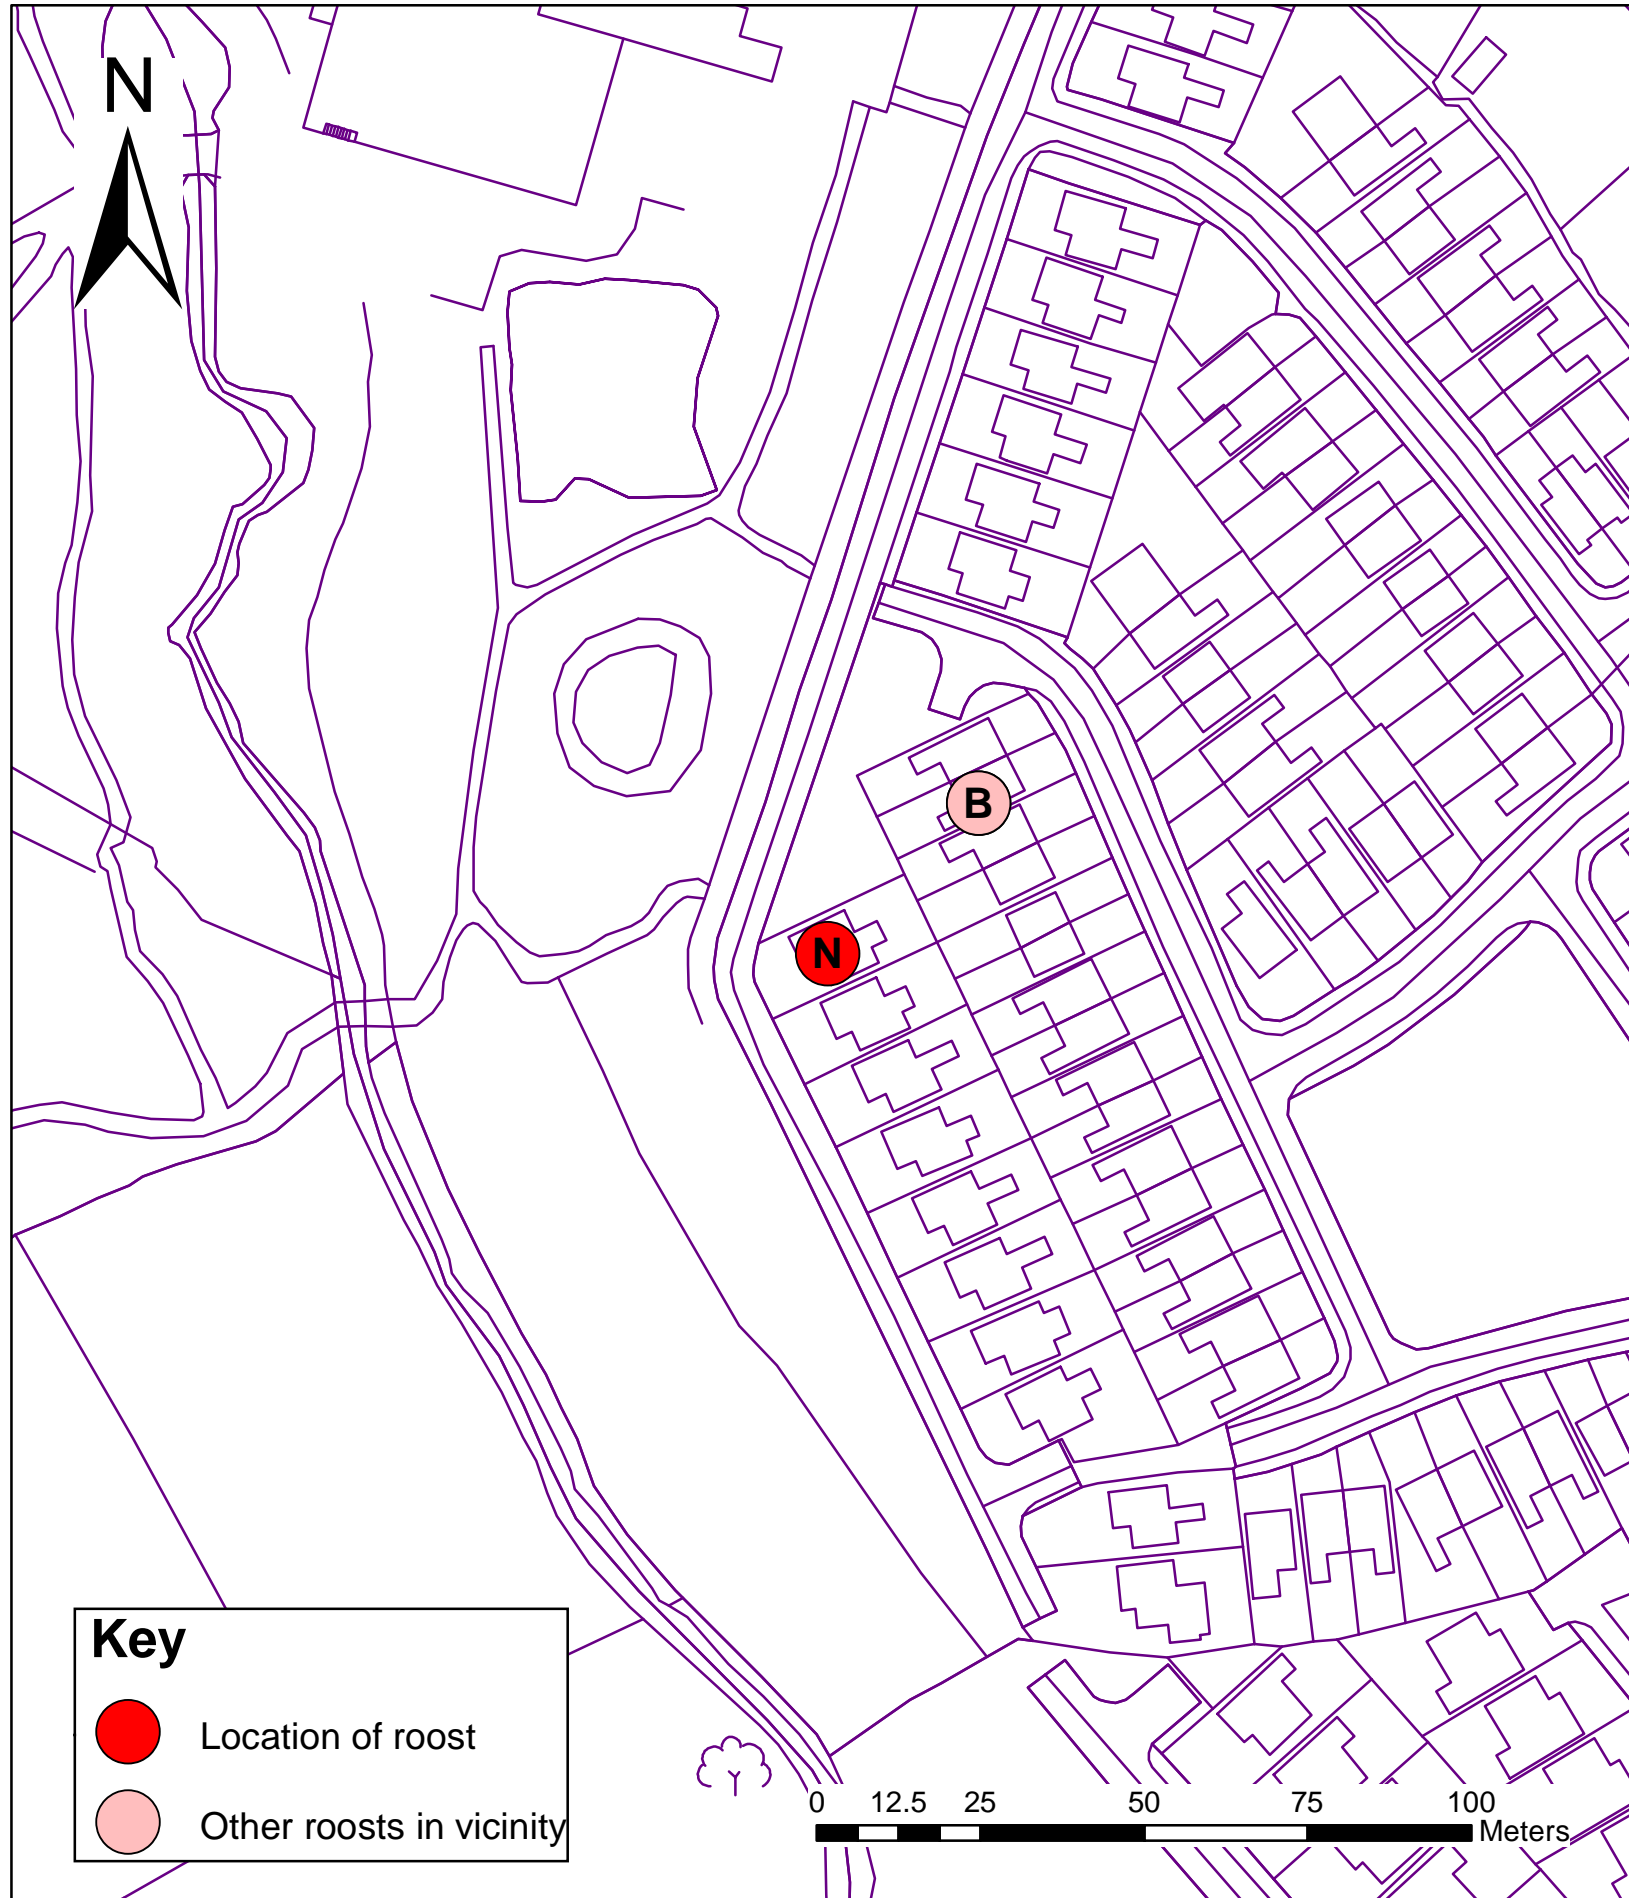 N
B
N
Key
Location of roost
Other roosts in vicinity
0 12.5 25 50 75 100
Meters